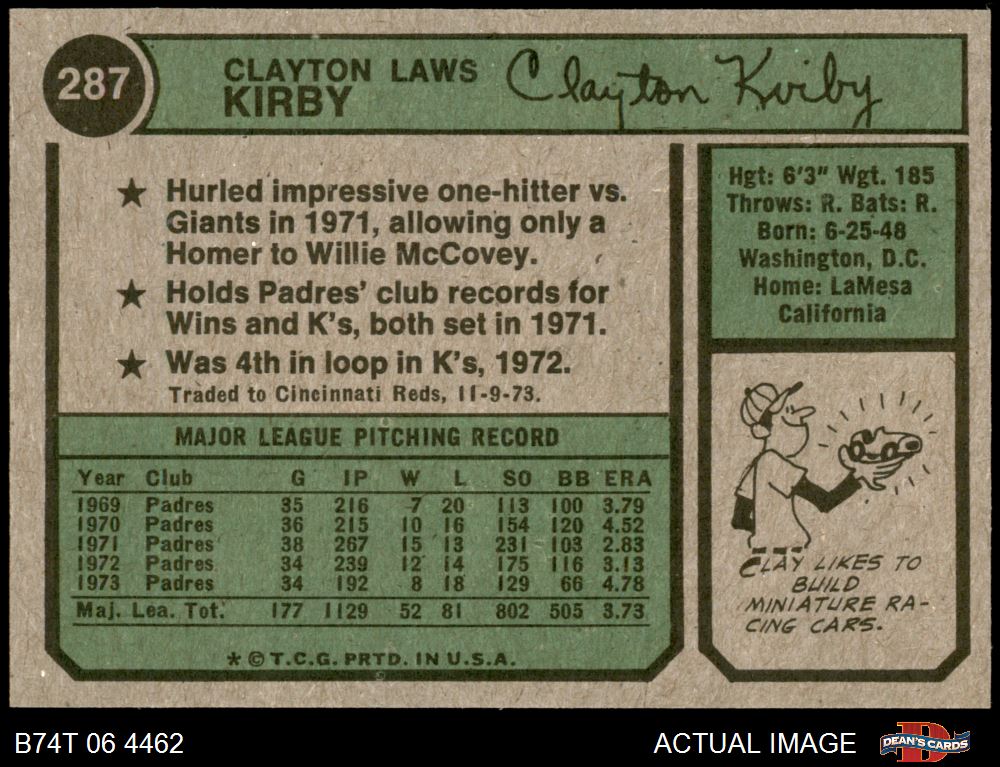 287
CLAYTON LAWS
KIRBY
Clayton Kirby
★ Hurled impressive one-hitter vs.
Giants in 1971, allowing only a
Homer to Willie McCovey.
★ Holds Padres' club records for
Wins and K's, both set in 1971.
★ Was 4th in loop in K's, 1972.
Traded to Cincinnati Reds, 11-9-73.
MAJOR LEAGUE PITCHING RECORD
Year Club G IP W L SO BB ERA
1969 Padres 35 216 7 20 113 100 3.79
1970 Padres 36 215 10 16 154 120 4.52
1971 Padres 38 267 15 13 231 103 2.83
1972 Padres 34 239 12 14 175 116 3.13
1973 Padres 34 192 8 18 129 66 4.78
Maj. Lea. Tot. 177 1129 52 81 802 505 3.73
* © T.C.G. PRTD. IN U.S.A.
Hgt: 6'3" Wgt. 185
Throws: R. Bats: R.
Born: 6-25-48
Washington, D.C.
Home: LaMesa
California
CLAY LIKES TO
BUILD
MINIATURE RA-
CING CARS.
B74T 06 4462
ACTUAL IMAGE
D
DEAN'S CARDS